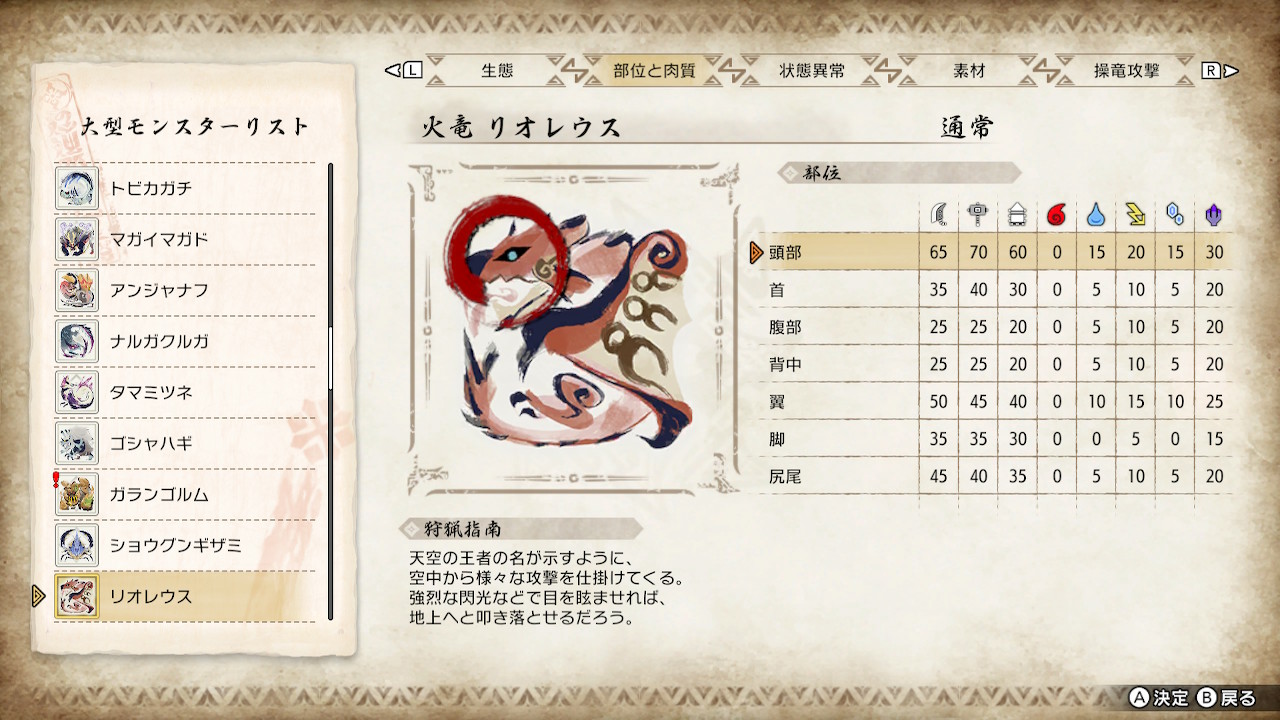 L 生態 部位と肉質 状態異常 素材 操竜攻撃 R
大型モンスターリスト
トビカガチ
マガイマガド
アンジャナフ
ナルガクルガ
タマミツネ
ゴシャハギ
ガランゴルム
ショウグンギザミ
リオレウス
火竜 リオレウス 通常
部位
頭部 65 70 60 0 15 20 15 30
首 35 40 30 0 5 10 5 20
腹部 25 25 20 0 5 10 5 20
背中 25 25 20 0 5 10 5 20
翼 50 45 40 0 10 15 10 25
脚 35 35 30 0 0 5 0 15
尻尾 45 40 35 0 5 10 5 20
狩猟指南
天空の王者の名が示すように、
空中から様々な攻撃を仕掛けてくる。
強烈な閃光などで目を眩ませれば、
地上へと叩き落とせるだろう。
A 決定 B 戻る